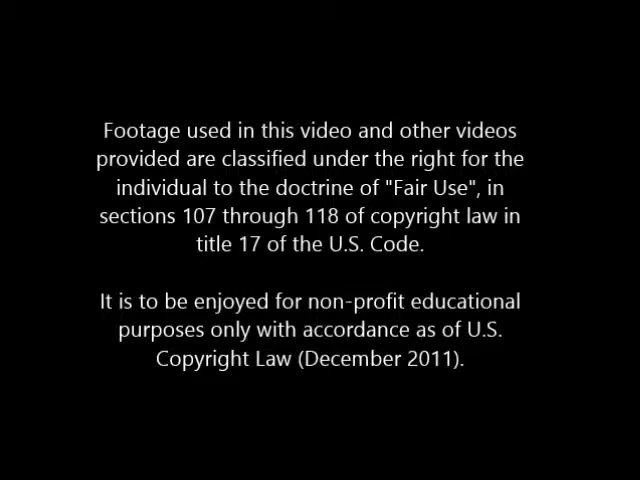 Footage used in this video and other videos
provided are classified under the right for the
individual to the doctrine of "Fair Use", in
sections 107 through 118 of copyright law in
title 17 of the U.S. Code.
It is to be enjoyed for non-profit educational
purposes only with accordance as of U.S.
Copyright Law (December 2011).